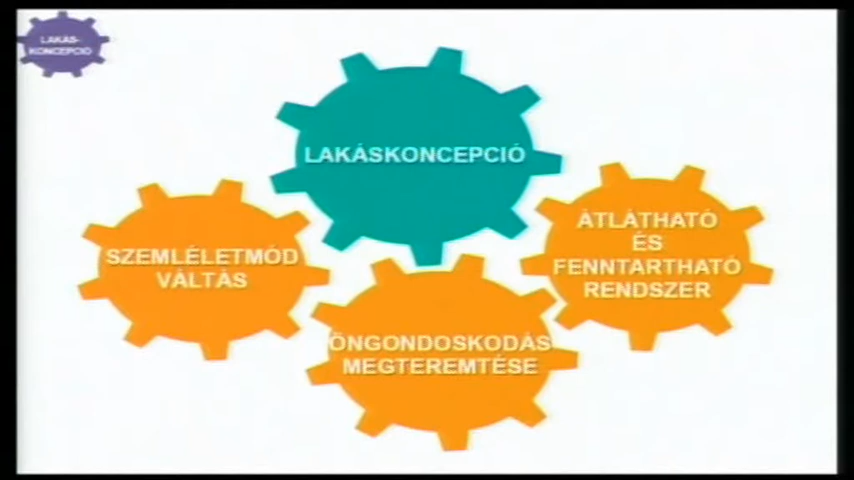 LAKÁS-
KONCEPCIÓ
LAKÁSKONCEPCIÓ
SZEMLÉLETMÓD
VÁLTÁS
ÖNGONDOSKODÁS
MEGTEREMTÉSE
ÁTLÁTHATÓ
ÉS
FENNTARTHATÓ
RENDSZER